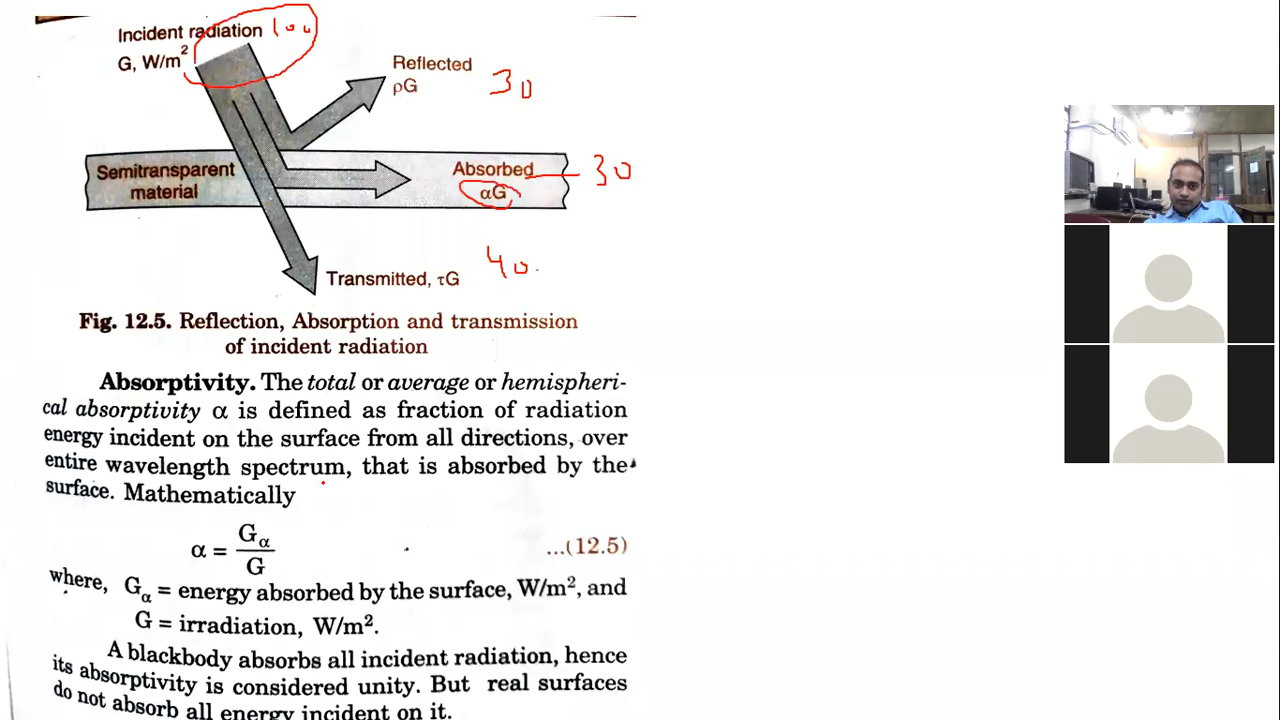 Incident radiation 100
G, W/m²
Reflected
ρG
30
Semitransparent
material
Absorbed
αG
30
Transmitted, τG
40
Fig. 12.5. Reflection, Absorption and transmission
of incident radiation
Absorptivity. The total or average or hemispheri-
cal absorptivity α is defined as fraction of radiation
energy incident on the surface from all directions, over
entire wavelength spectrum, that is absorbed by the
surface. Mathematically
α = Gα / G ...(12.5)
where, Gα = energy absorbed by the surface, W/m², and
G = irradiation, W/m².
A blackbody absorbs all incident radiation, hence
its absorptivity is considered unity. But real surfaces
do not absorb all energy incident on it.